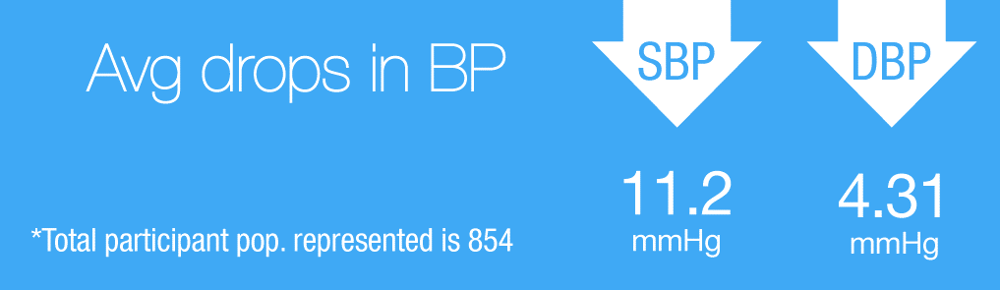 Avg drops in BP
SBP
DBP
11.2
mmHg
4.31
mmHg
*Total participant pop. represented is 854